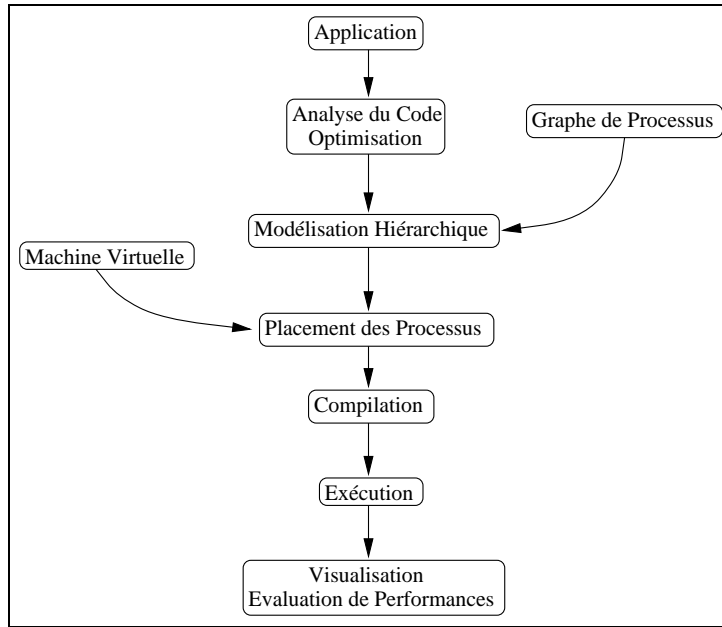 Application
Analyse du Code
Optimisation
Graphe de Processus
Modélisation Hiérarchique
Machine Virtuelle
Placement des Processus
Compilation
Exécution
Visualisation
Evaluation de Performances